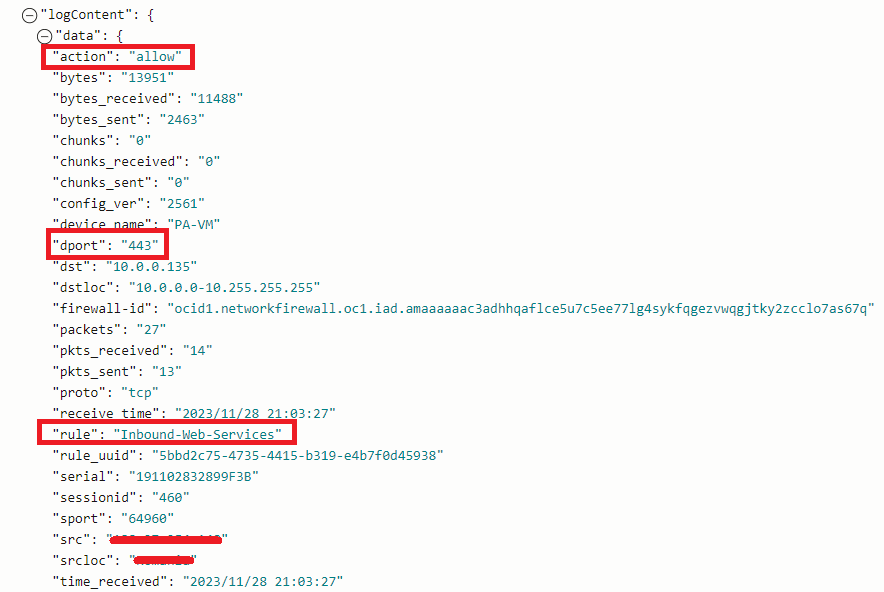 "logContent": {
"data": {
"action": "allow"
"bytes": "13951"
"bytes_received": "11488"
"bytes_sent": "2463"
"chunks": "0"
"chunks_received": "0"
"chunks_sent": "0"
"config_ver": "2561"
"device_name": "PA-VM"
"dport": "443"
"dst": "10.0.0.135"
"dstloc": "10.0.0.0-10.255.255.255"
"firewall-id": "ocid1.networkfirewall.oc1.iad.amaaaaaac3adhhqaflce5u7c5ee77lg4sykfqgezvwqgjtky2zcclo7as67q"
"packets": "27"
"pkts_received": "14"
"pkts_sent": "13"
"proto": "tcp"
"receive_time": "2023/11/28 21:03:27"
"rule": "Inbound-Web-Services"
"rule_uuid": "5bbd2c75-4735-4415-b319-e4b7f0d45938"
"serial": "191102832899F3B"
"sessionid": "460"
"sport": "64960"
"src": "
"srcloc": "
"time_received": "2023/11/28 21:03:27"